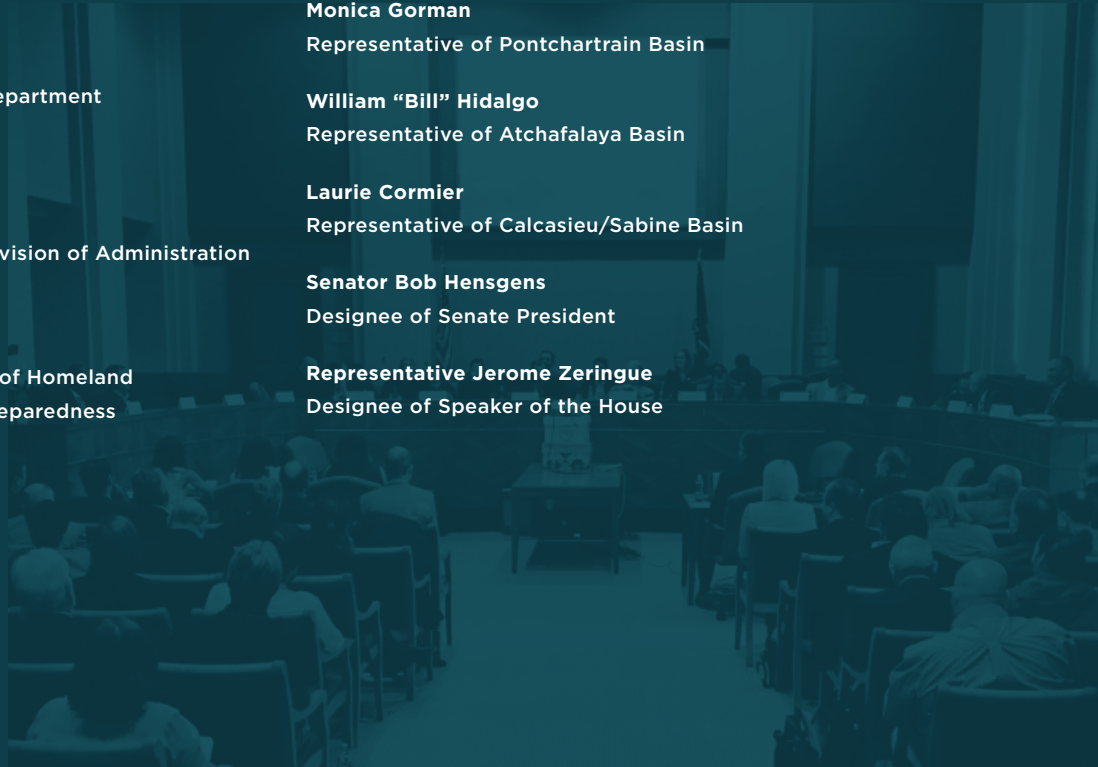 epartment
vision of Administration
of Homeland
eparedness
Monica Gorman
Representative of Pontchartrain Basin
William “Bill” Hidalgo
Representative of Atchafalaya Basin
Laurie Cormier
Representative of Calcasieu/Sabine Basin
Senator Bob Hensgens
Designee of Senate President
Representative Jerome Zeringue
Designee of Speaker of the House